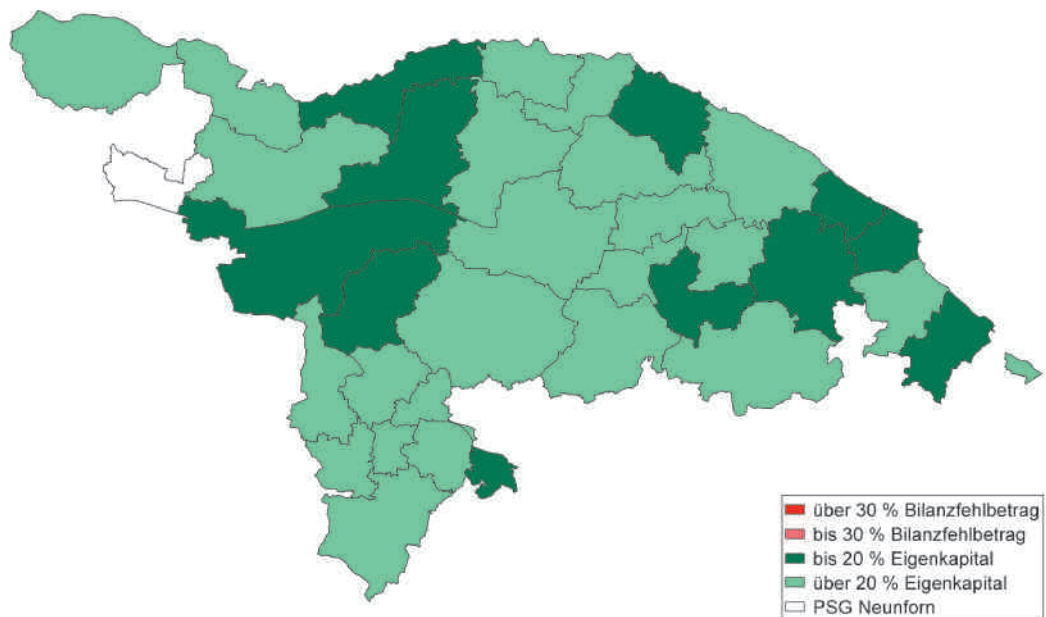 über 30 % Bilanzfehlbetrag
bis 30 % Bilanzfehlbetrag
bis 20 % Eigenkapital
über 20 % Eigenkapital
PSG Neunforn